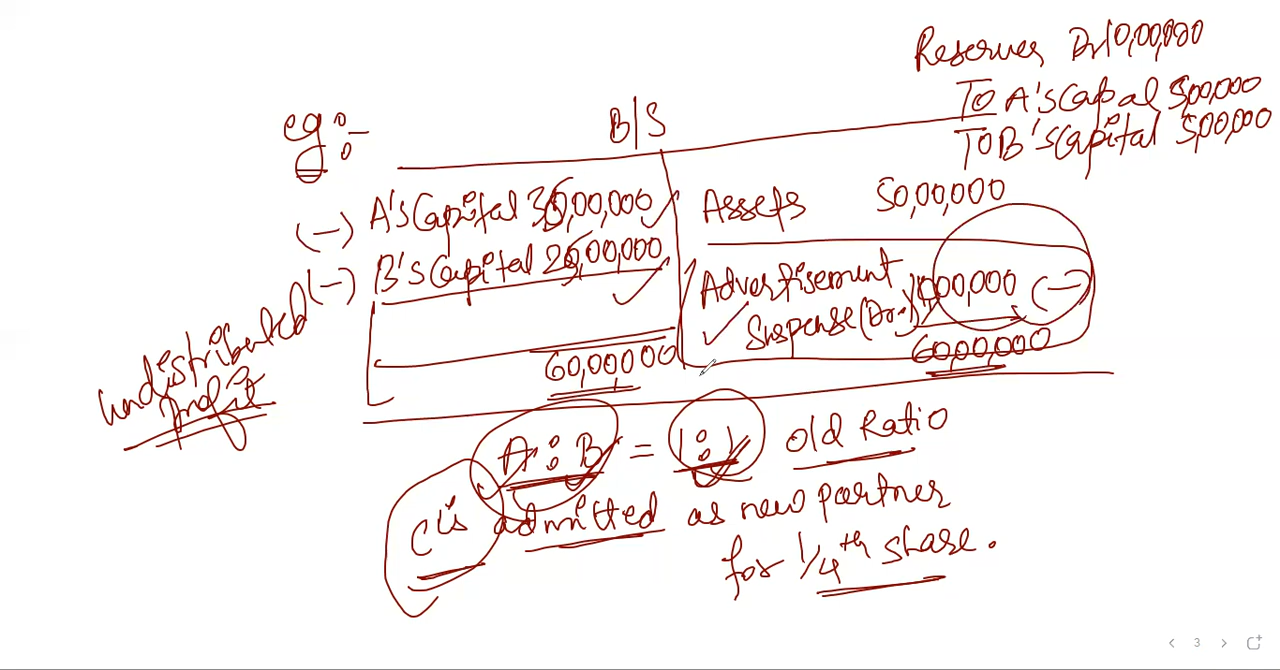 Reserves Dr 10,00,000
To A's Capital 5,00,000
To B's Capital 5,00,000
eg:-
B/S
(-) A's Capital 35,00,000
(-) B's Capital 25,00,000
60,00,000
undistributed
profit
Assets 50,00,000
Advertisement
Suspense (Dr.) 10,00,000 (-)
60,00,000
A : B = 1 : 1 old Ratio
C is admitted as new partner
for 1/4th share.
3